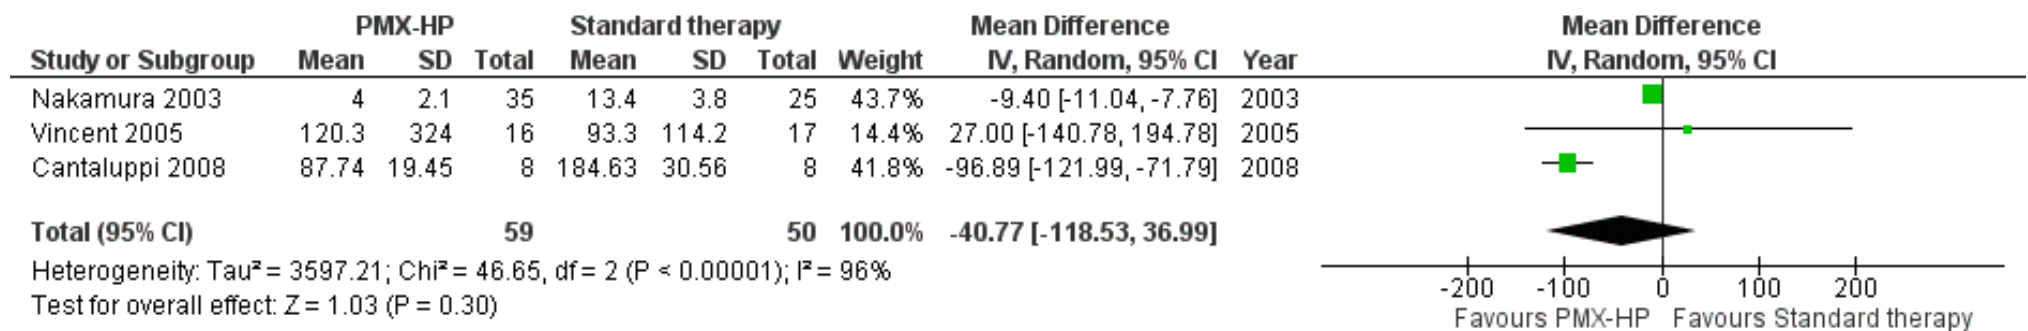 PMX-HP Standard therapy Mean Difference Mean Difference
Study or Subgroup Mean SD Total Mean SD Total Weight IV, Random, 95% CI Year IV, Random, 95% CI
Nakamura 2003 4 2.1 35 13.4 3.8 25 43.7% -9.40 [-11.04, -7.76] 2003
Vincent 2005 120.3 324 16 93.3 114.2 17 14.4% 27.00 [-140.78, 194.78] 2005
Cantaluppi 2008 87.74 19.45 8 184.63 30.56 8 41.8% -96.89 [-121.99, -71.79] 2008
Total (95% CI) 59 50 100.0% -40.77 [-118.53, 36.99]
Heterogeneity: Tau² = 3597.21; Chi² = 46.65, df = 2 (P < 0.00001); I² = 96%
Test for overall effect: Z = 1.03 (P = 0.30)
-200 -100 0 100 200
Favours PMX-HP Favours Standard therapy